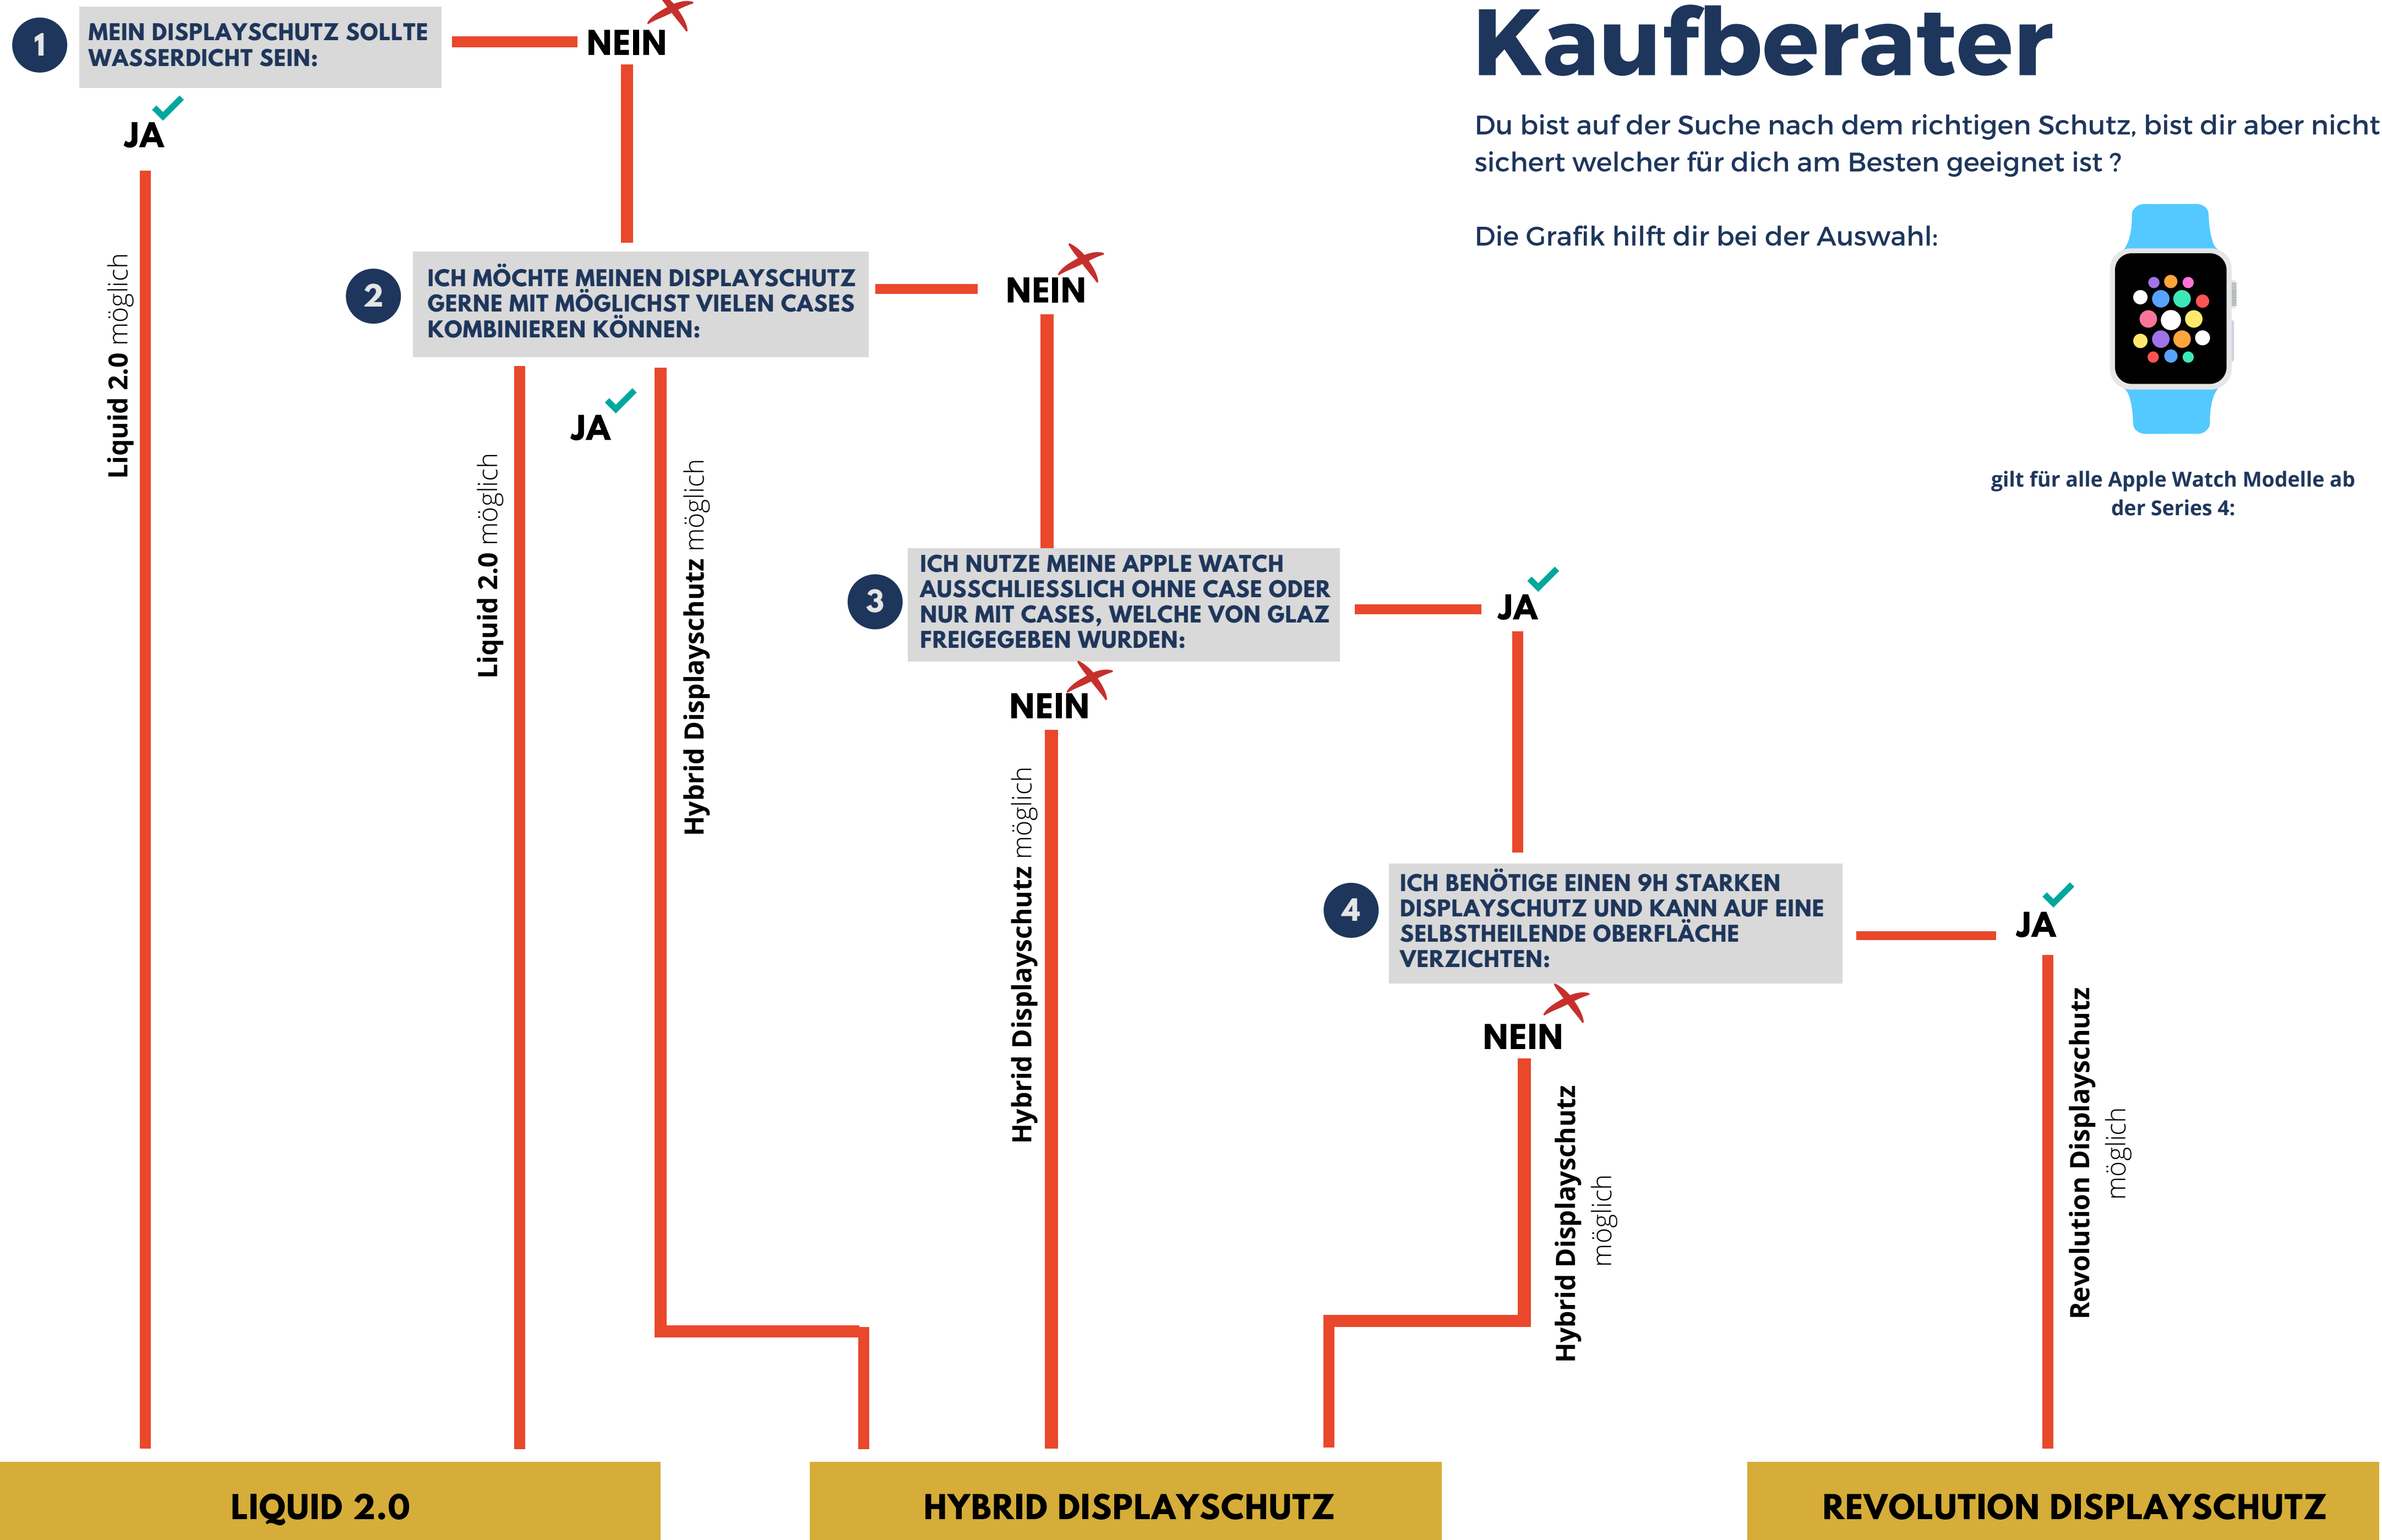 Kaufberater
Du bist auf der Suche nach dem richtigen Schutz, bist dir aber nicht
sichert welcher für dich am Besten geeignet ist ?
Die Grafik hilft dir bei der Auswahl:
gilt für alle Apple Watch Modelle ab
der Series 4:
1
MEIN DISPLAYSCHUTZ SOLLTE
WASSERDICHT SEIN:
NEIN
JA
Liquid 2.0 möglich
2
ICH MÖCHTE MEINEN DISPLAYSCHUTZ
GERNE MIT MÖGLICHST VIELEN CASES
KOMBINIEREN KÖNNEN:
NEIN
JA
Liquid 2.0 möglich
Hybrid Displayschutz möglich
3
ICH NUTZE MEINE APPLE WATCH
AUSSCHLIESSLICH OHNE CASE ODER
NUR MIT CASES, WELCHE VON GLAZ
FREIGEGEBEN WURDEN:
JA
NEIN
Hybrid Displayschutz möglich
4
ICH BENÖTIGE EINEN 9H STARKEN
DISPLAYSCHUTZ UND KANN AUF EINE
SELBSTHEILENDE OBERFLÄCHE
VERZICHTEN:
JA
NEIN
Hybrid Displayschutz
möglich
Revolution Displayschutz
möglich
LIQUID 2.0
HYBRID DISPLAYSCHUTZ
REVOLUTION DISPLAYSCHUTZ